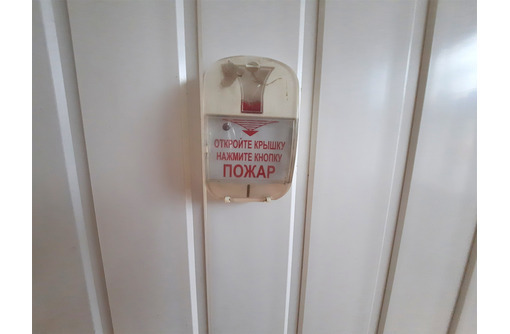 ОТКРОЙТЕ КРЫШКУ
НАЖМИТЕ КНОПКУ
ПОЖАР